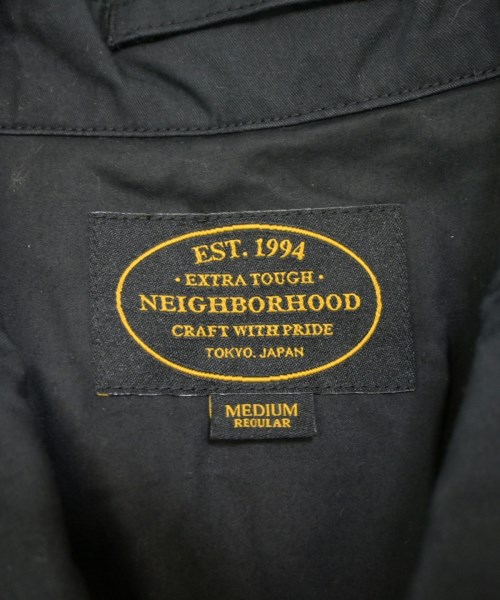 EST. 1994
· EXTRA TOUGH ·
NEIGHBORHOOD
CRAFT WITH PRIDE
TOKYO. JAPAN
MEDIUM
REGULAR